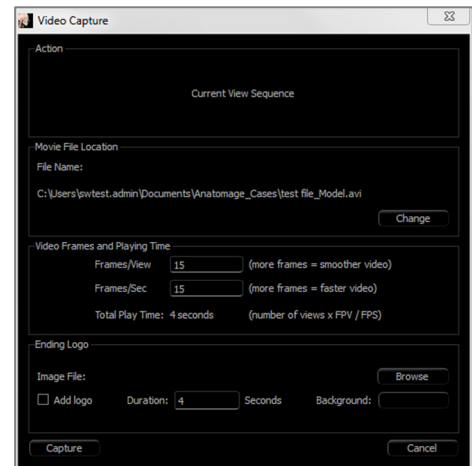 Video Capture
Action
Current View Sequence
Movie File Location
File Name:
C:\Users\swtest.admin\Documents\Anatomage_Cases\test file_Model.avi
Change
Video Frames and Playing Time
Frames/View 15 (more frames = smoother video)
Frames/Sec 15 (more frames = faster video)
Total Play Time: 4 seconds (number of views x FPV / FPS)
Ending Logo
Image File: Browse
Add logo Duration: 4 Seconds Background:
Capture Cancel